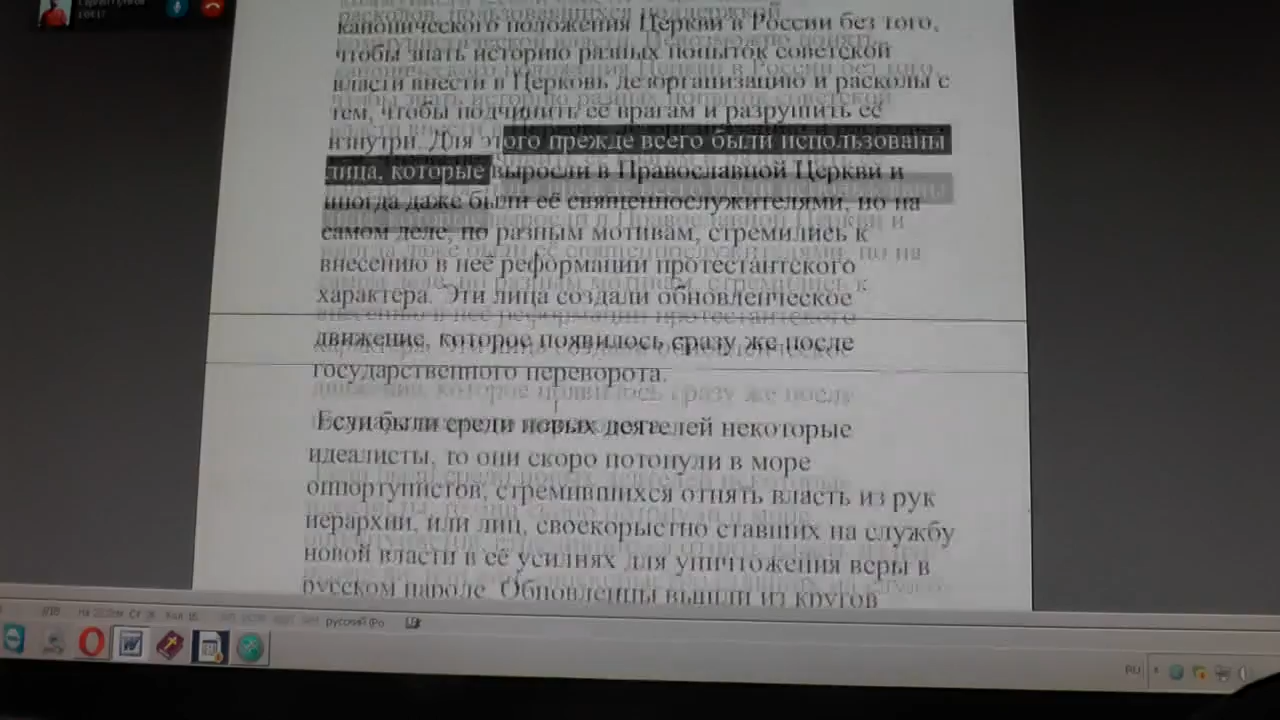 канонического положения Церкви в России без того,
чтобы знать историю разных попыток советской
власти внести в Церковь дезорганизацию и расколы с
тем, чтобы подчинить её врагам и разрушить её
изнутри. Для этого прежде всего были использованы
лица, которые выросли в Православной Церкви и
иногда даже были её священнослужителями, но на
самом деле, по разным мотивам, стремились к
внесению в неё реформации протестантского
характера. Эти лица создали обновленческое
движение, которое появилось сразу же после
государственного переворота.
Если были среди новых деятелей некоторые
идеалисты, то они скоро потонули в море
оппортунистов, стремившихся отнять власть из рук
иерархии, или лиц, своекорыстно ставших на службу
новой власти в её усилиях для уничтожения веры в
русском народе. Обновленцы вышли из кругов
русский (Ро
RU